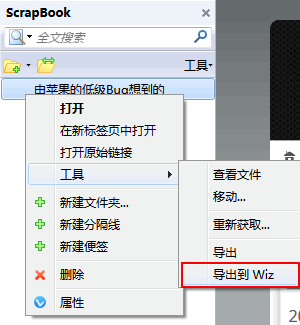 ScrapBook
全文搜索
工具
由苹果的低级Bug想到的
打开
在新标签页中打开
打开原始链接
工具
新建文件夹...
新建分隔线
新建便签
删除
属性
查看文件
移动...
重新获取...
导出
导出到 Wiz
20